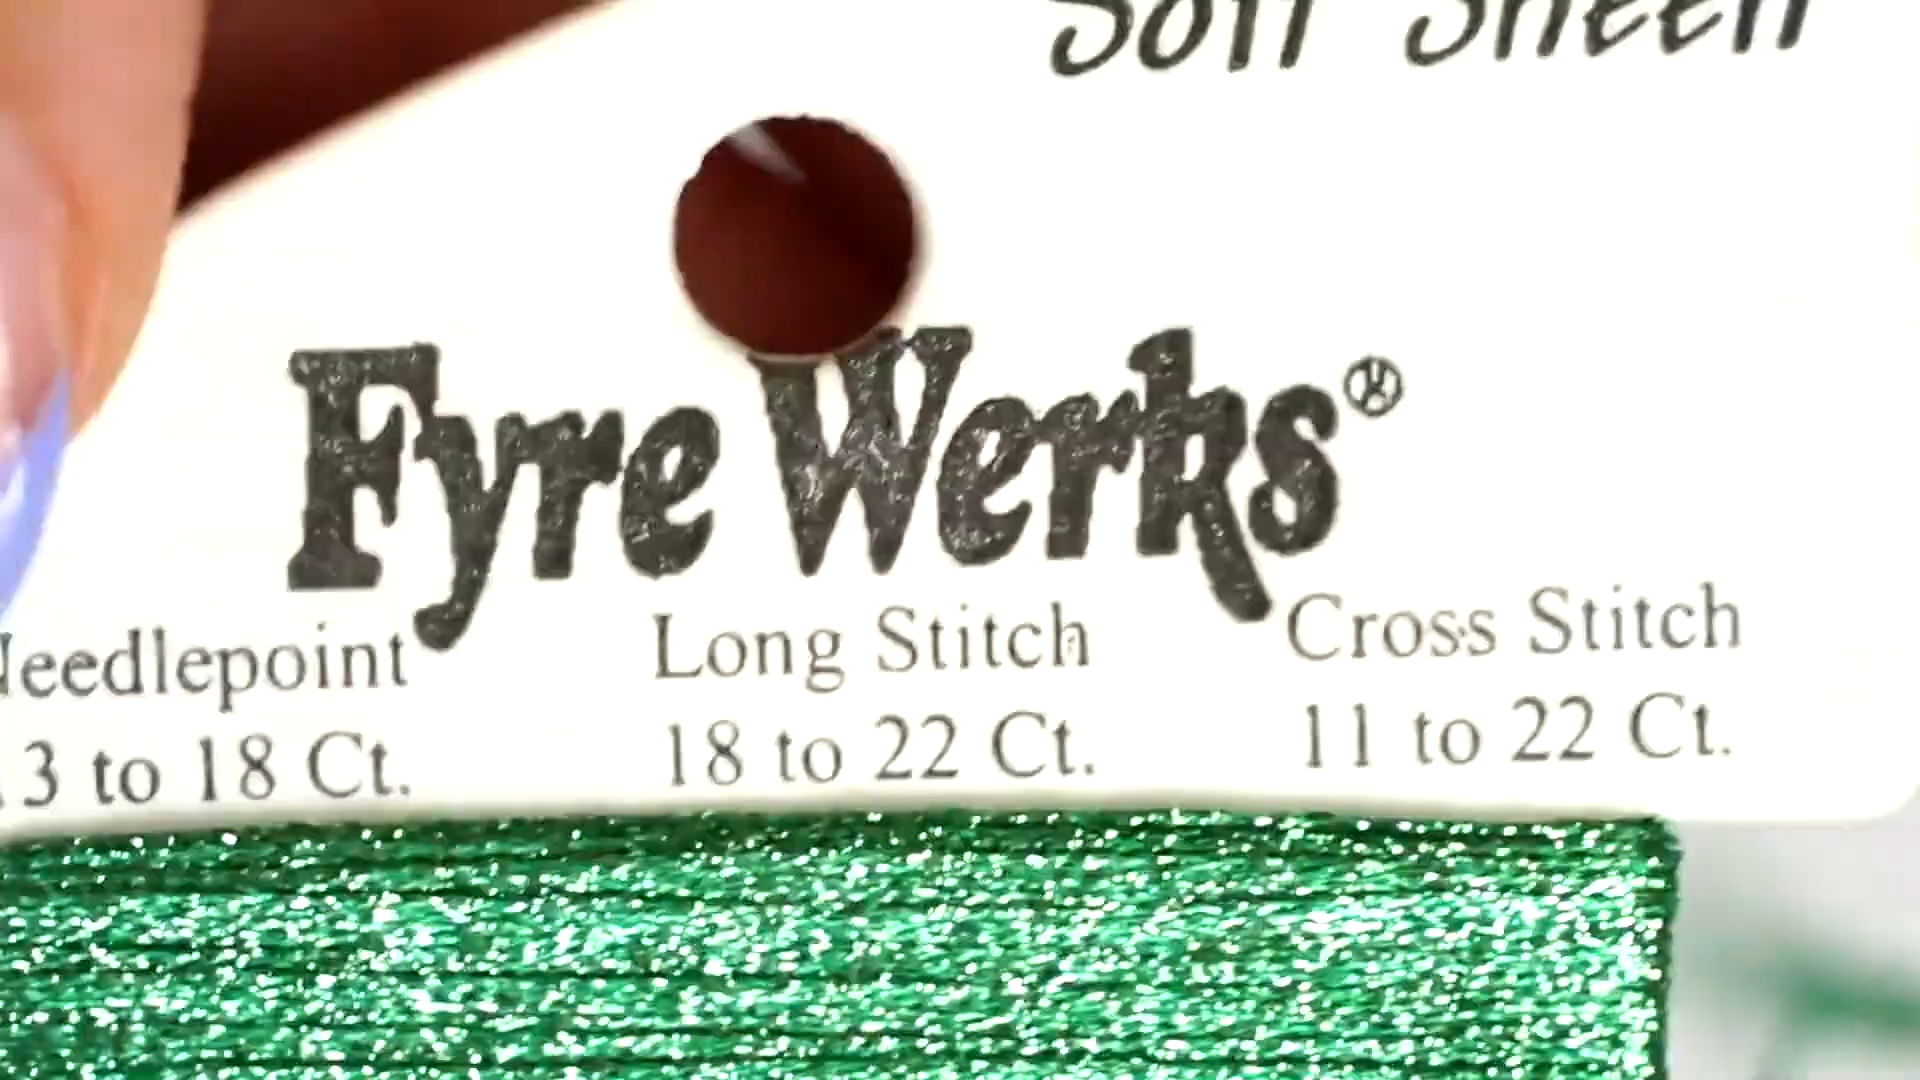 Soft Sheen
Fyre Werks®
Needlepoint Long Stitch Cross Stitch
13 to 18 Ct. 18 to 22 Ct. 11 to 22 Ct.